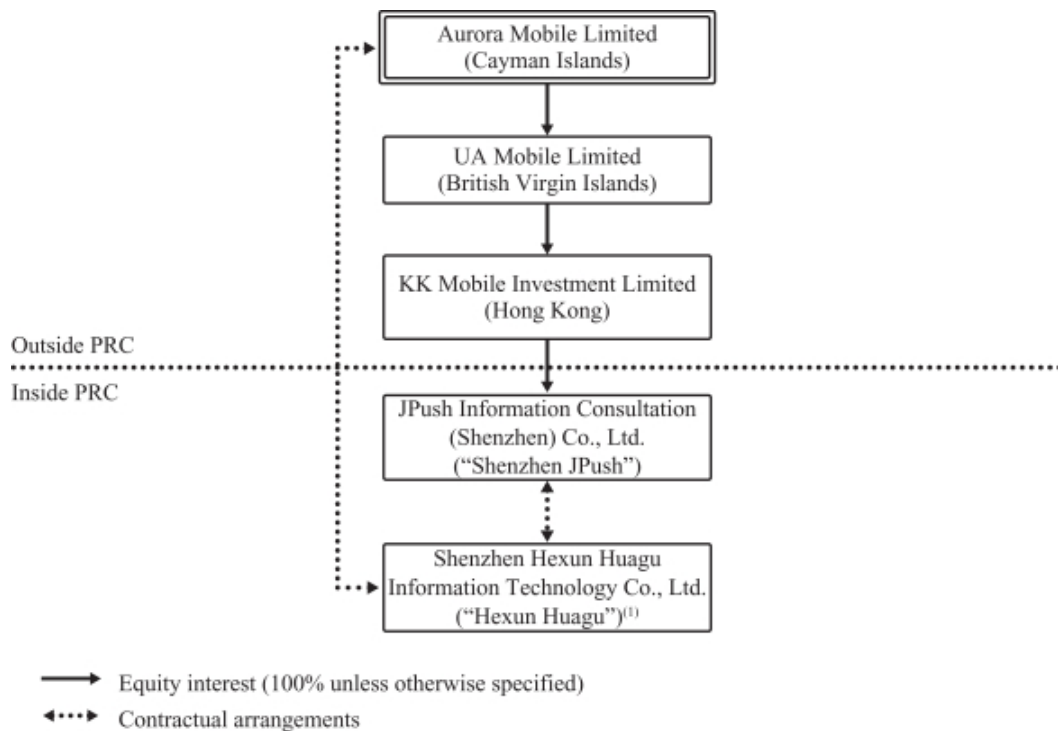 Aurora Mobile Limited
(Cayman Islands)
UA Mobile Limited
(British Virgin Islands)
KK Mobile Investment Limited
(Hong Kong)
Outside PRC
Inside PRC
JPush Information Consultation
(Shenzhen) Co., Ltd.
(“Shenzhen JPush”)
Shenzhen Hexun Huagu
Information Technology Co., Ltd.
(“Hexun Huagu”)(1)
Equity interest (100% unless otherwise specified)
Contractual arrangements